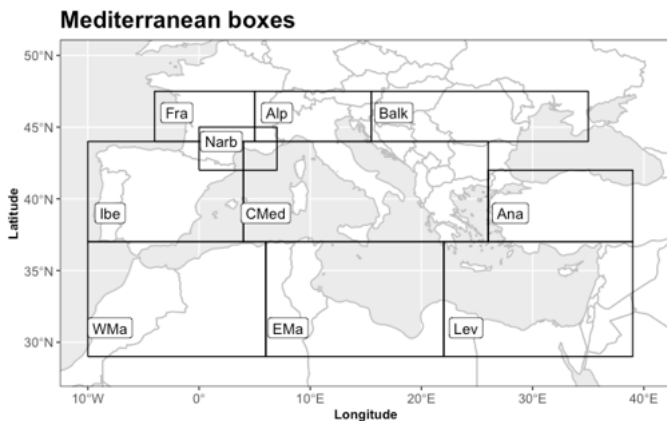 Mediterranean boxes
50°N
45°N
40°N
35°N
30°N
Latitude
Fra
Alp
Balk
Narb
Ibe
CMed
Ana
WMa
EMa
Lev
10°W
0°
10°E
20°E
30°E
40°E
Longitude